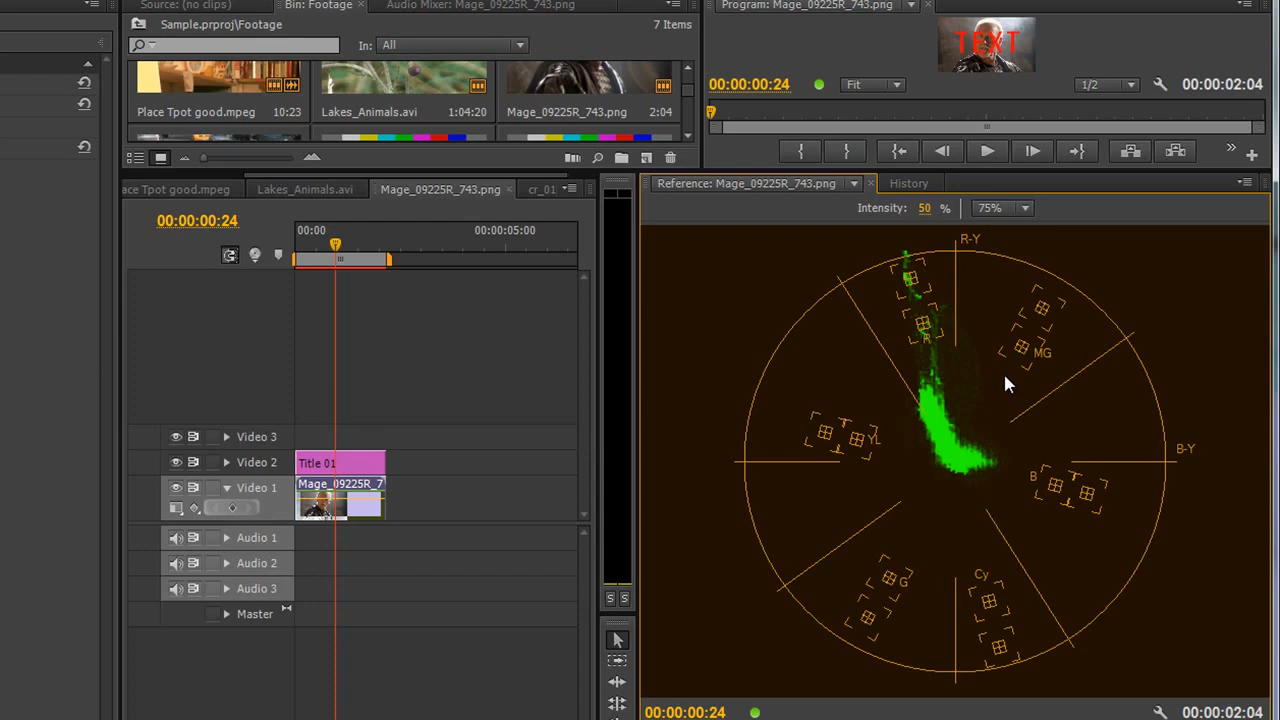 Source: (no clips)
Bin: Footage
Audio Mixer: Mage_09225R_743.png
Sample.prproj\Footage
7 Items
In:
All
Place Tpot good.mpeg
10:23
Lakes_Animals.avi
1:04:20
Mage_09225R_743.png
2:04
Program: Mage_09225R_743.png
TEXT
00:00:00:24
Fit
1/2
00:00:02:04
ace Tpot good.mpeg
Lakes_Animals.avi
Mage_09225R_743.png
cr_01
00:00:00:24
00:00
00:00:05:00
Video 3
Video 2
Title 01
Video 1
Mage_09225R_7
Audio 1
Audio 2
Audio 3
Master
S
S
Reference: Mage_09225R_743.png
History
Intensity:
50 %
75%
R-Y
R
MG
YL
B-Y
B
G
Cy
00:00:00:24
00:00:02:04